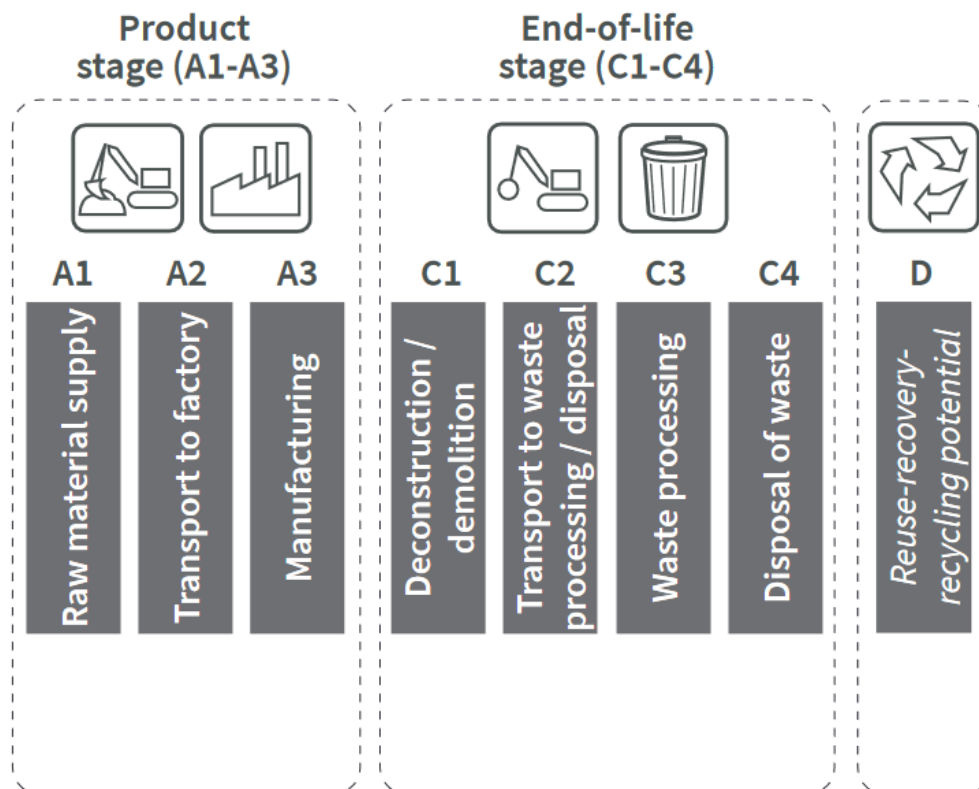 Product
stage (A1-A3)
End-of-life
stage (C1-C4)
A1
A2
A3
C1
C2
C3
C4
D
Raw material supply
Transport to factory
Manufacturing
Deconstruction /
demolition
Transport to waste
processing / disposal
Waste processing
Disposal of waste
Reuse-recovery-
recycling potential